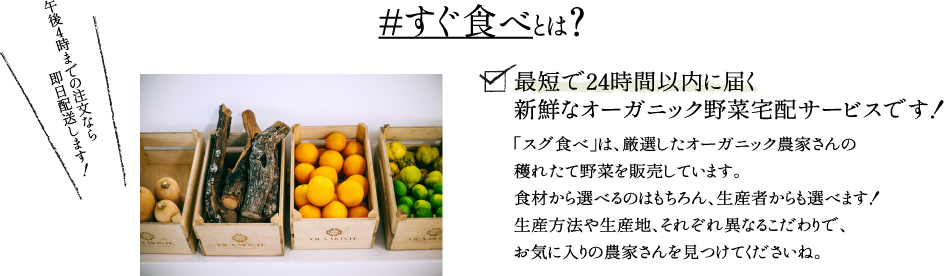 #すぐ食べとは?
午後4時までの注文なら
即日配送します!
最短で24時間以内に届く
新鮮なオーガニック野菜宅配サービスです!
「スグ食べ」は、厳選したオーガニック農家さんの
穫れたて野菜を販売しています。
食材から選べるのはもちろん、生産者からも選べます!
生産方法や生産地、それぞれ異なるこだわりで、
お気に入りの農家さんを見つけてくださいね。
VILA MONTE
VILA MONTE
VILA MONTE